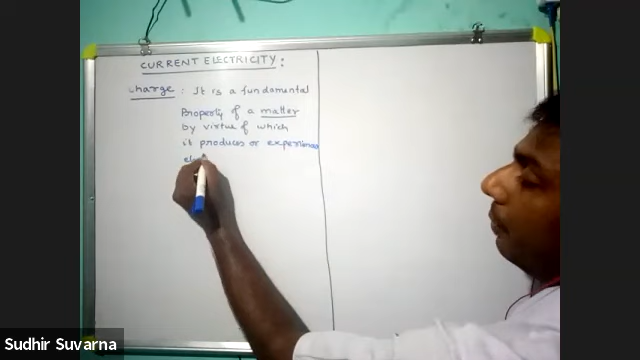 CURRENT ELECTRICITY :
Charge : It is a fundamental
Property of a matter
by virtue of which
it produces or experiences
ele
Sudhir Suvarna